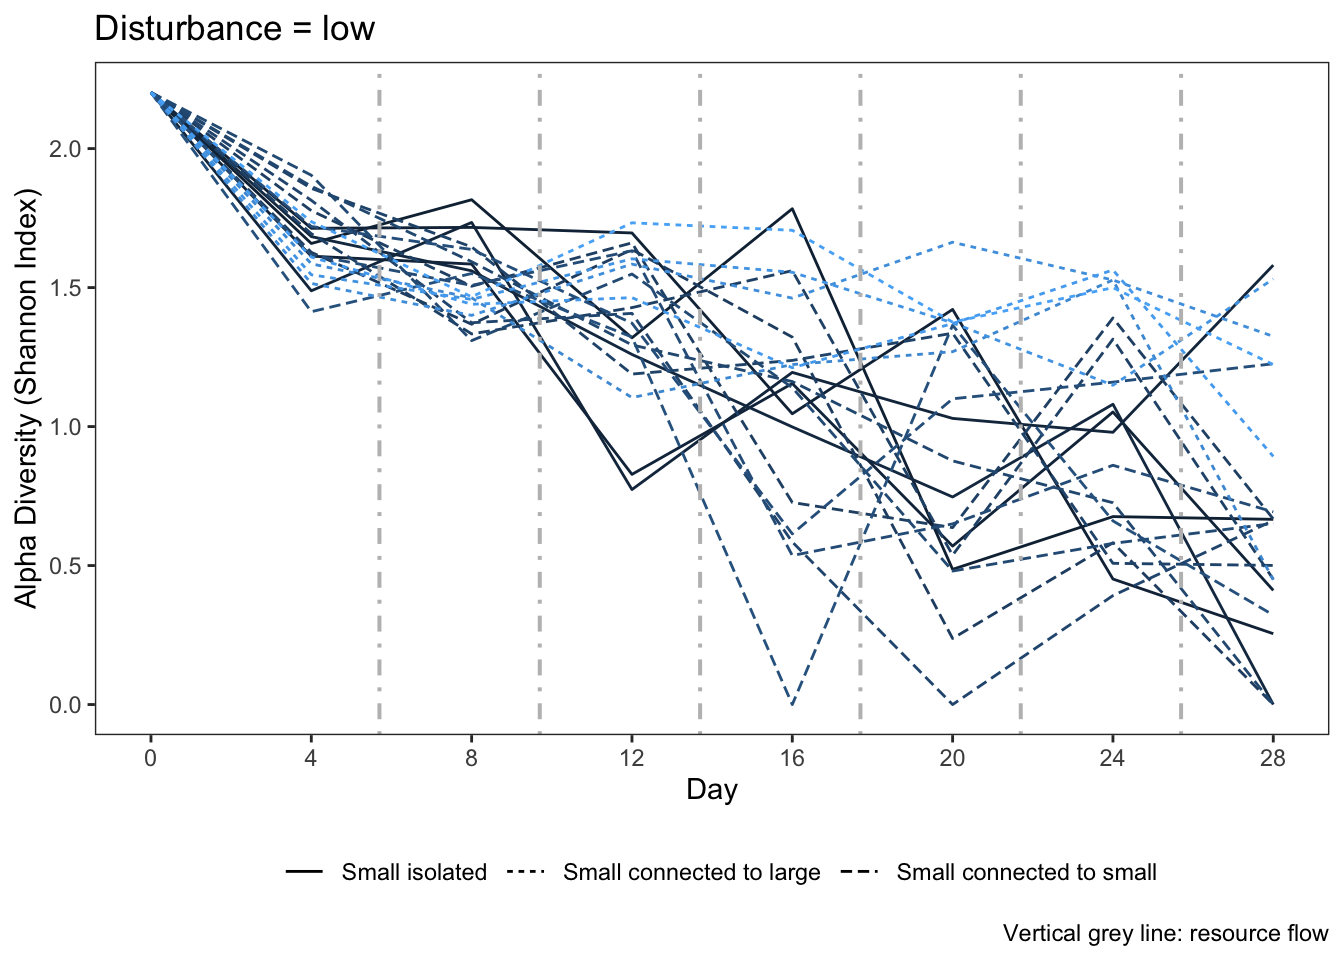 Disturbance = low
Alpha Diversity (Shannon Index)
2.0
1.5
1.0
0.5
0.0
0 4 8 12 16 20 24 28
Day
Small isolated Small connected to large Small connected to small
Vertical grey line: resource flow